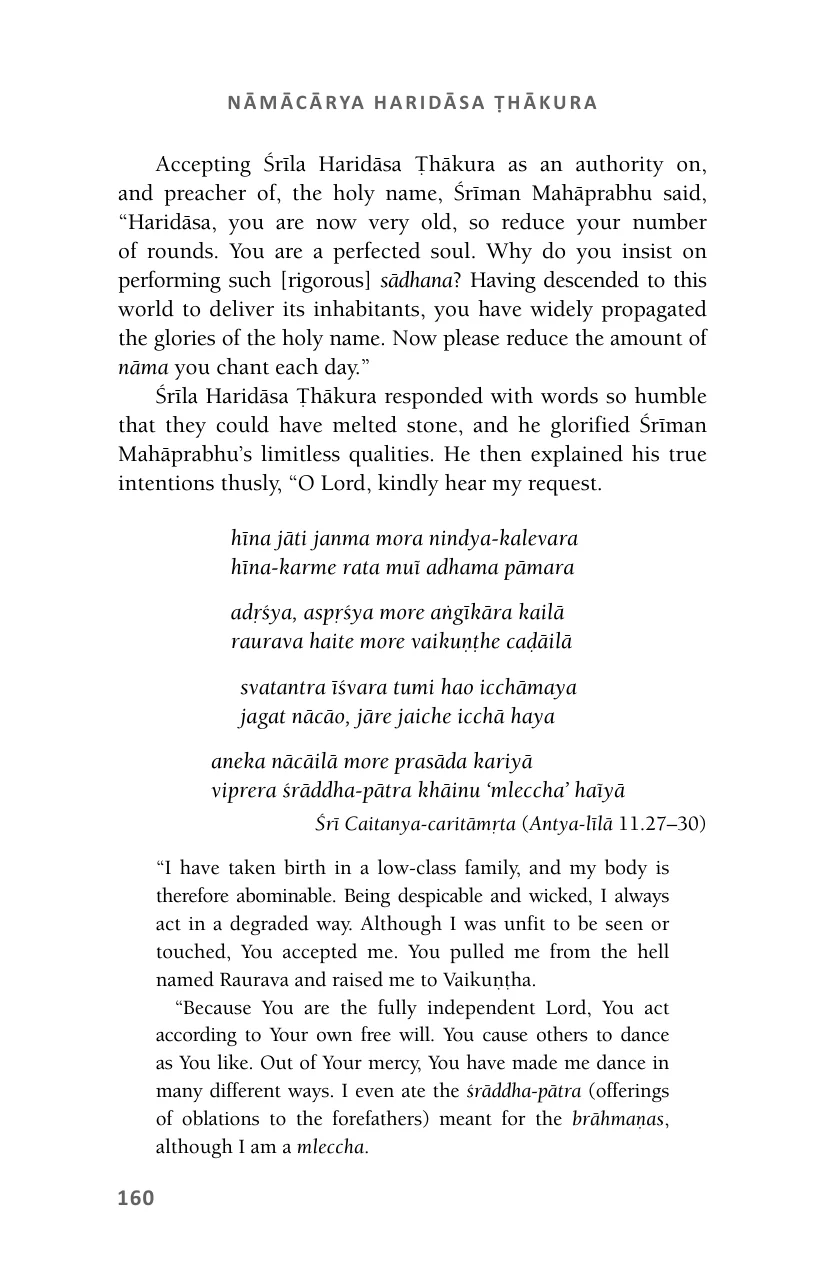 NĀMĀCĀRYA HARIDĀSA ṬHĀKURA
Accepting Śrīla Haridāsa Ṭhākura as an authority on,
and preacher of, the holy name, Śrīman Mahāprabhu said,
“Haridāsa, you are now very old, so reduce your number
of rounds. You are a perfected soul. Why do you insist on
performing such [rigorous] sādhana? Having descended to this
world to deliver its inhabitants, you have widely propagated
the glories of the holy name. Now please reduce the amount of
nāma you chant each day.”
Śrīla Haridāsa Ṭhākura responded with words so humble
that they could have melted stone, and he glorified Śrīman
Mahāprabhu’s limitless qualities. He then explained his true
intentions thusly, “O Lord, kindly hear my request.
hīna jāti janma mora nindya-kalevara
hīna-karme rata muĩ adhama pāmara
adṛśya, aspṛśya more aṅgīkāra kailā
raurava haite more vaikuṇṭhe caḍāilā
svatantra īśvara tumi hao icchāmaya
jagat nācāo, jāre jaiche icchā haya
aneka nācāilā more prasāda kariyā
viprera śrāddha-pātra khāinu ‘mleccha’ haĩyā
Śrī Caitanya-caritāmṛta (Antya-līlā 11.27–30)
“I have taken birth in a low-class family, and my body is
therefore abominable. Being despicable and wicked, I always
act in a degraded way. Although I was unfit to be seen or
touched, You accepted me. You pulled me from the hell
named Raurava and raised me to Vaikuṇṭha.
“Because You are the fully independent Lord, You act
according to Your own free will. You cause others to dance
as You like. Out of Your mercy, You have made me dance in
many different ways. I even ate the śrāddha-pātra (offerings
of oblations to the forefathers) meant for the brāhmaṇas,
although I am a mleccha.
160